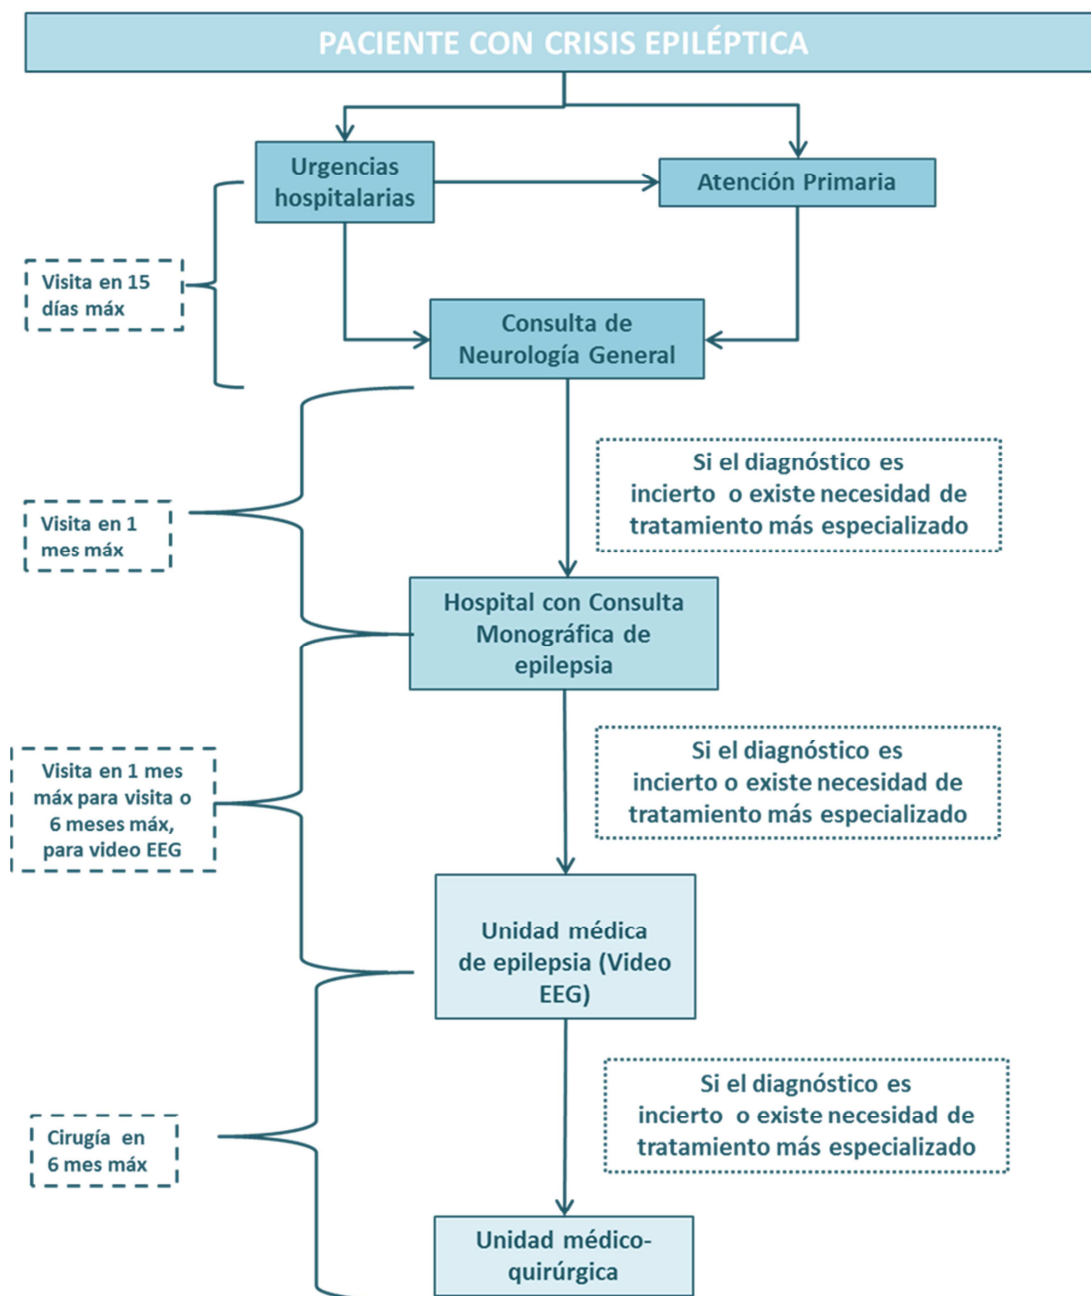 PACIENTE CON CRISIS EPILÉPTICA
Urgencias
hospitalarias
Atención Primaria
Visita en 15
días máx
Consulta de
Neurología General
Si el diagnóstico es
incierto o existe necesidad de
tratamiento más especializado
Visita en 1
mes máx
Hospital con Consulta
Monográfica de
epilepsia
Si el diagnóstico es
incierto o existe necesidad de
tratamiento más especializado
Visita en 1 mes
máx para visita o
6 meses máx,
para video EEG
Unidad médica
de epilepsia (Video
EEG)
Si el diagnóstico es
incierto o existe necesidad de
tratamiento más especializado
Cirugía en
6 mes máx
Unidad médico-
quirúrgica